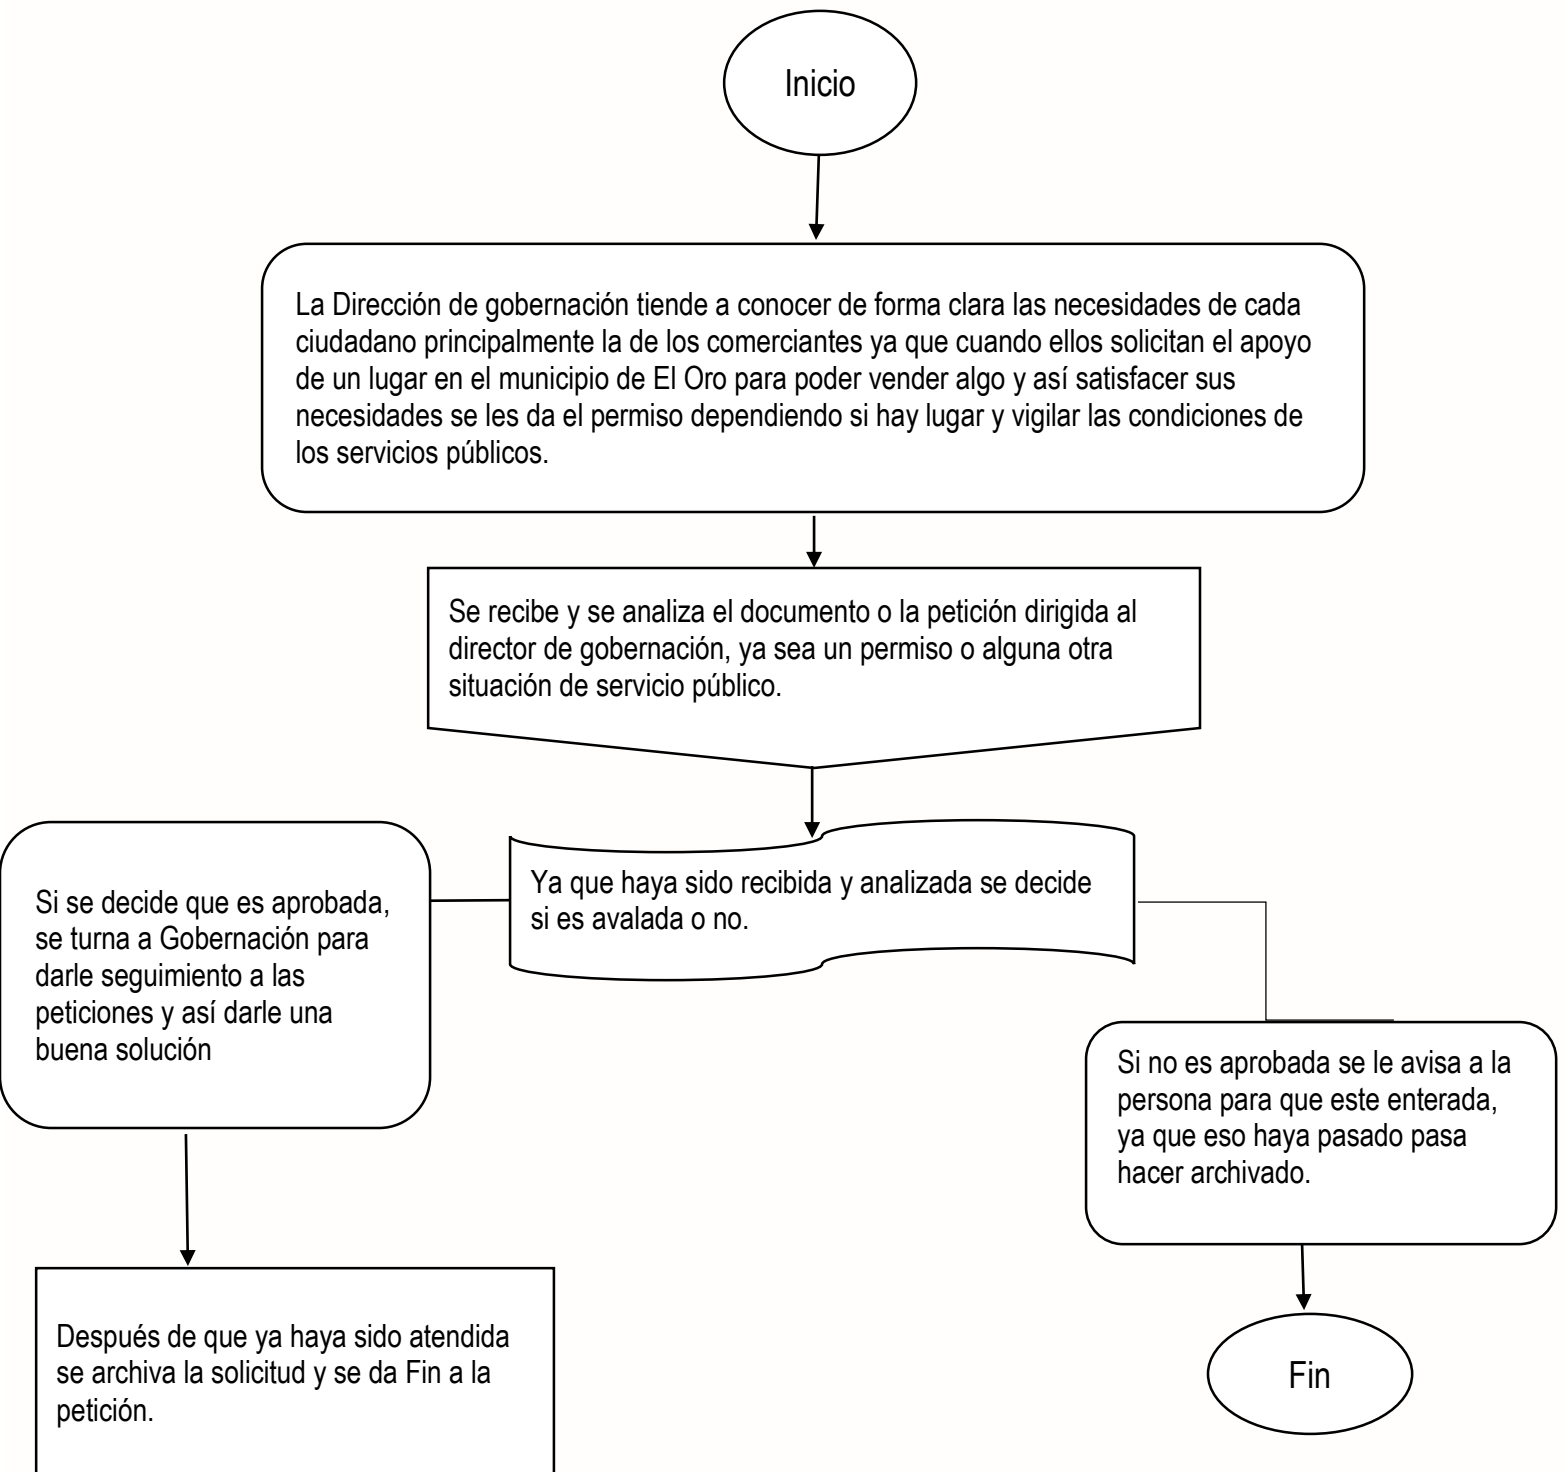 Inicio
La Dirección de gobernación tiende a conocer de forma clara las necesidades de cada
ciudadano principalmente la de los comerciantes ya que cuando ellos solicitan el apoyo
de un lugar en el municipio de El Oro para poder vender algo y así satisfacer sus
necesidades se les da el permiso dependiendo si hay lugar y vigilar las condiciones de
los servicios públicos.
Se recibe y se analiza el documento o la petición dirigida al
director de gobernación, ya sea un permiso o alguna otra
situación de servicio público.
Ya que haya sido recibida y analizada se decide
si es avalada o no.
Si se decide que es aprobada,
se turna a Gobernación para
darle seguimiento a las
peticiones y así darle una
buena solución
Si no es aprobada se le avisa a la
persona para que este enterada,
ya que eso haya pasado pasa
hacer archivado.
Después de que ya haya sido atendida
se archiva la solicitud y se da Fin a la
petición.
Fin